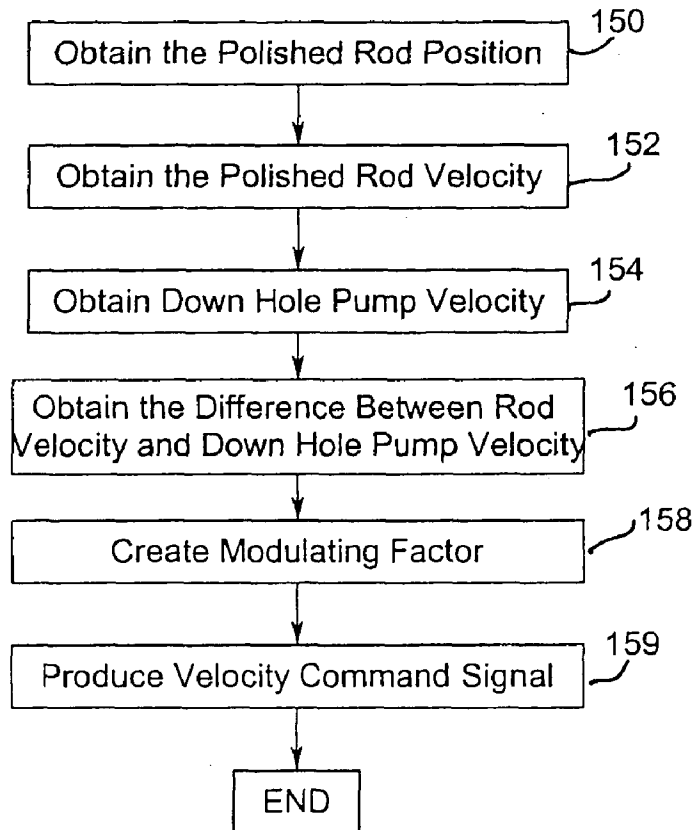 150
Obtain the Polished Rod Position
152
Obtain the Polished Rod Velocity
154
Obtain Down Hole Pump Velocity
156
Obtain the Difference Between Rod
Velocity and Down Hole Pump Velocity
158
Create Modulating Factor
159
Produce Velocity Command Signal
END